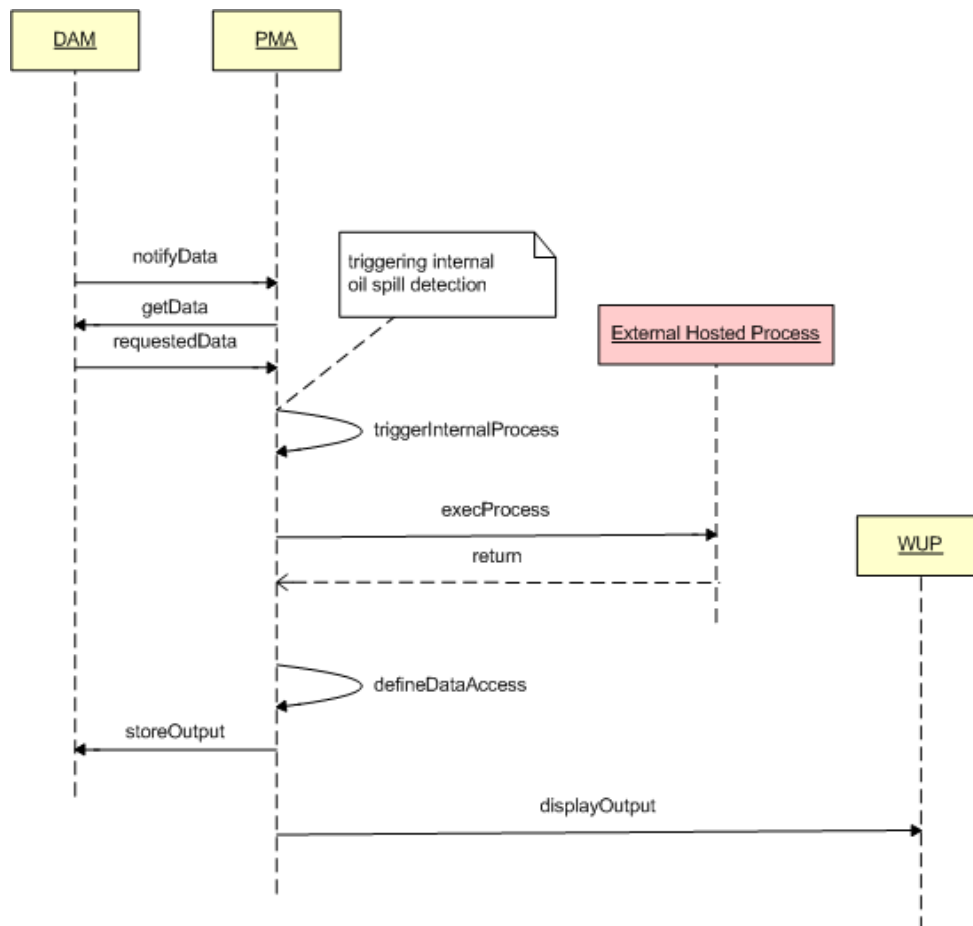 DAM
PMA
notifyData
triggering internal
oil spill detection
getData
External Hosted Process
requestedData
triggerInternalProcess
execProcess
WUP
return
defineDataAccess
storeOutput
displayOutput